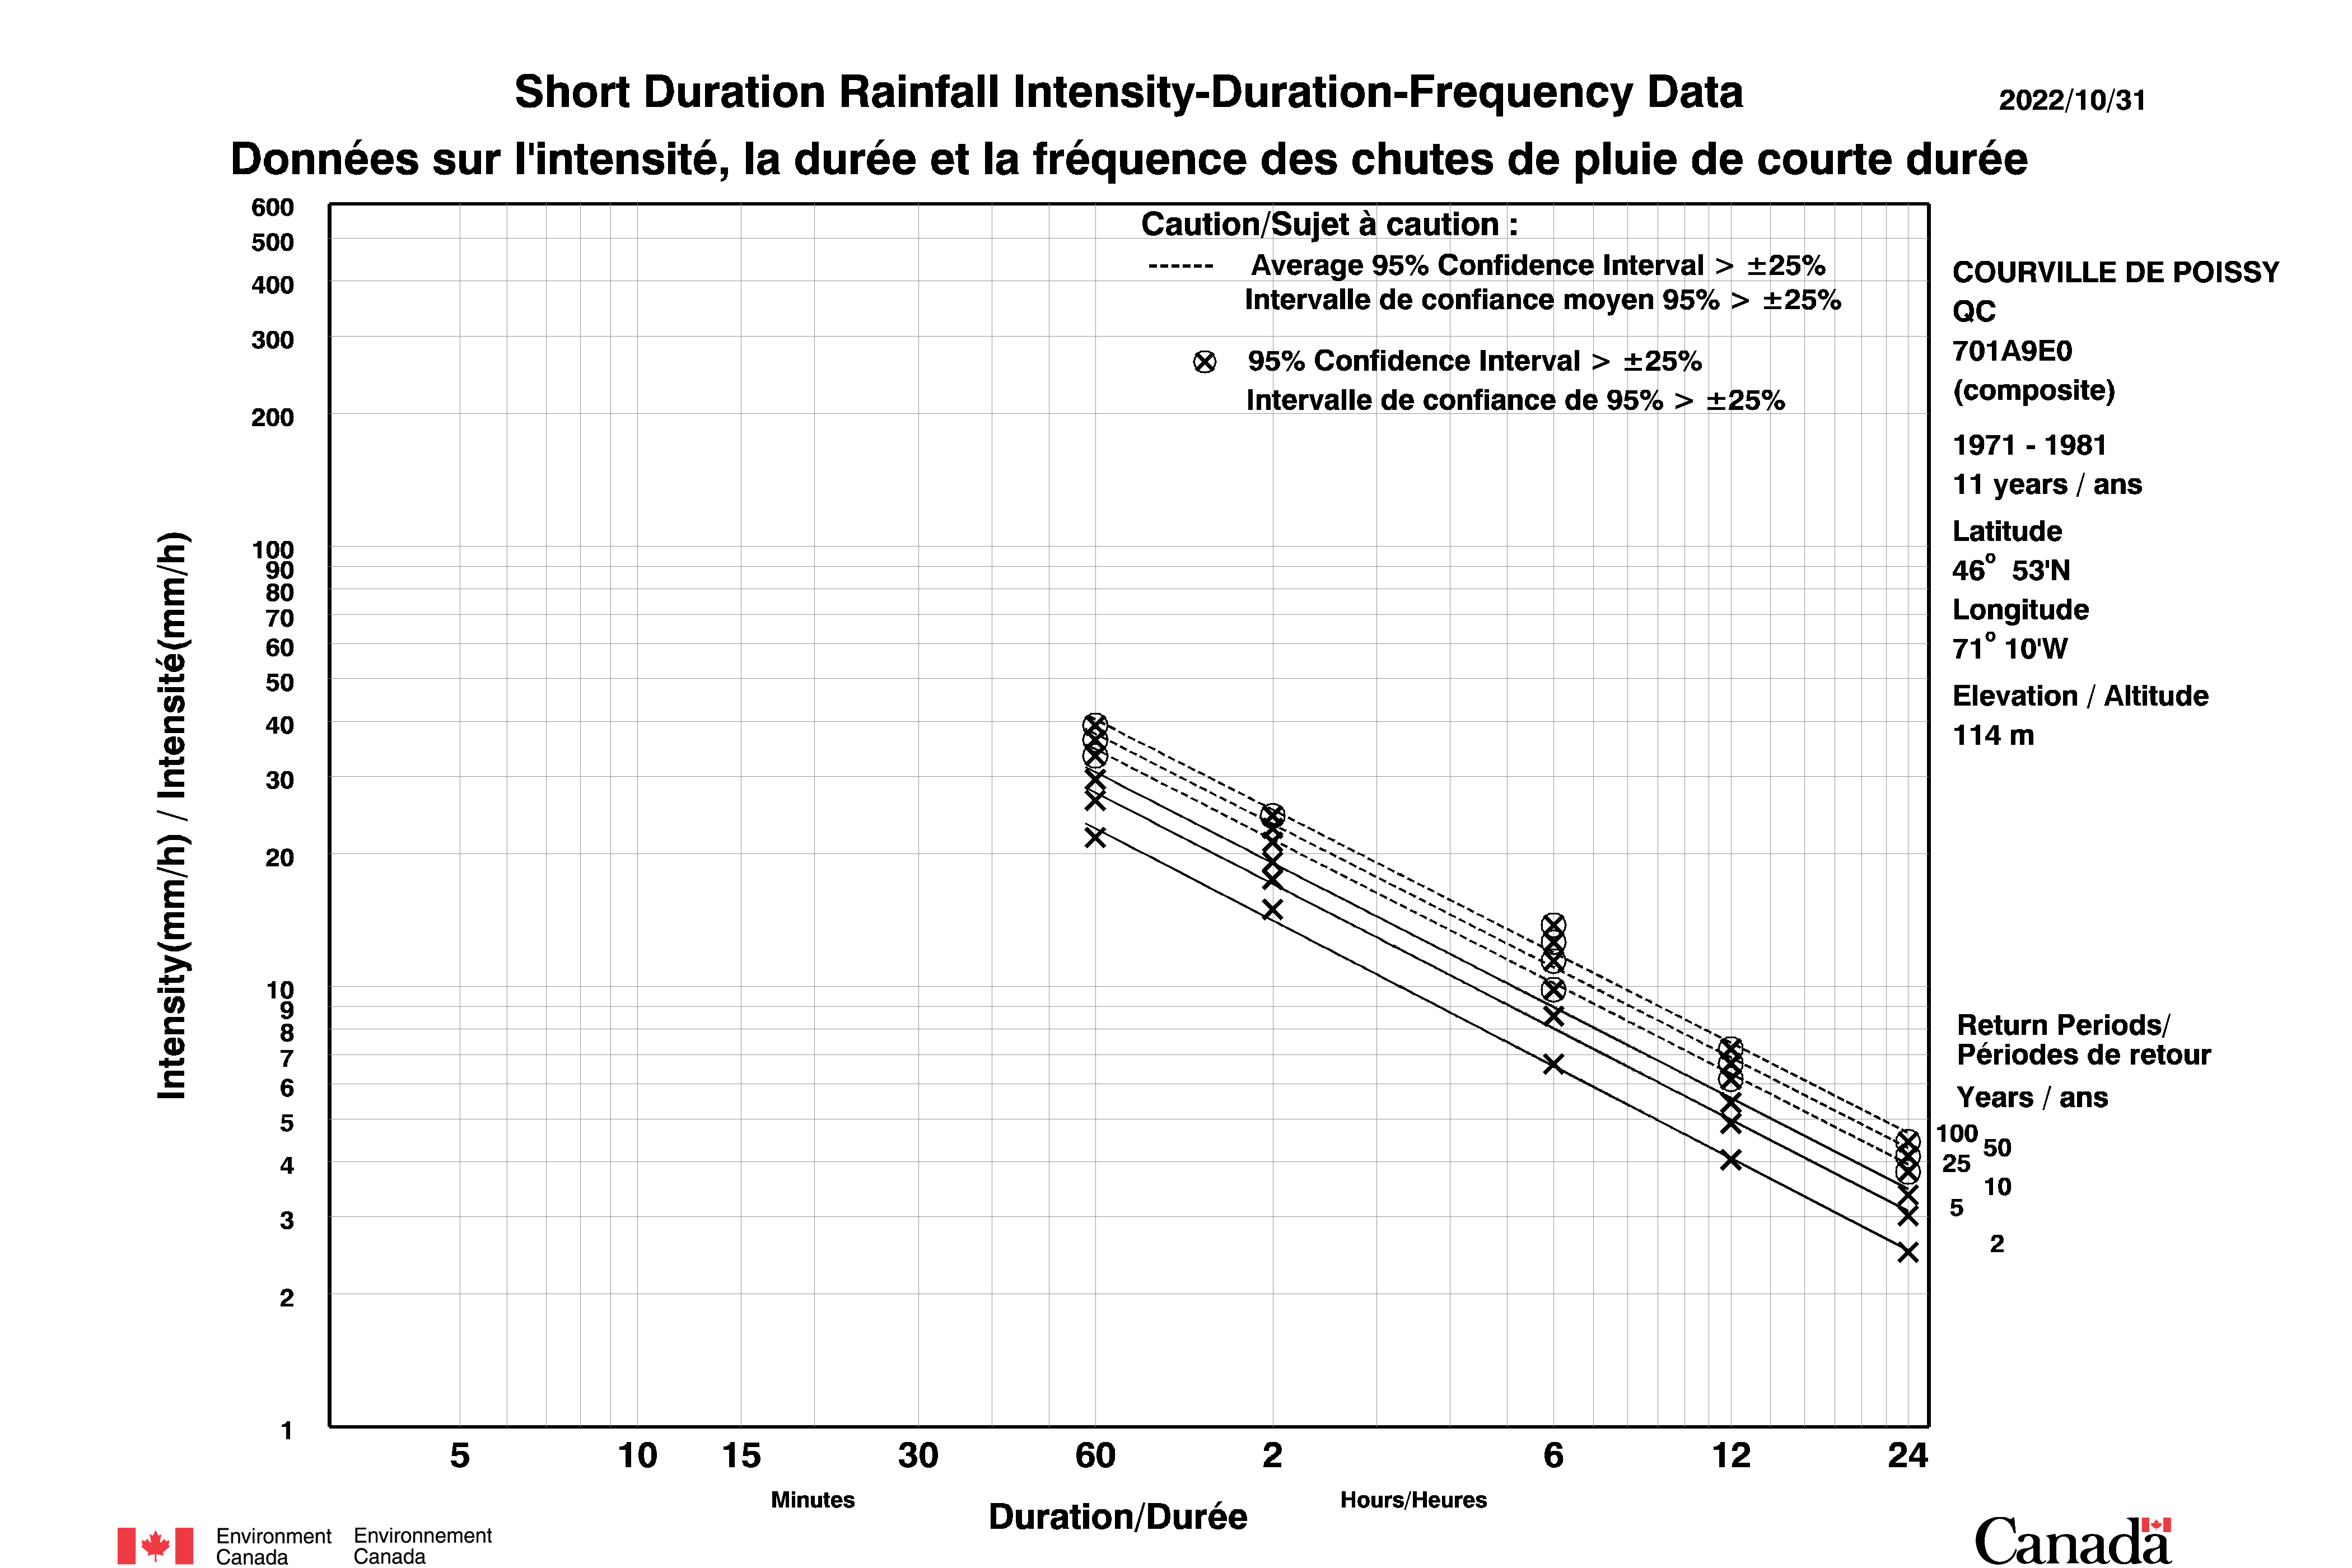 Short Duration Rainfall Intensity-Duration-Frequency Data
2022/10/31
Données sur l'intensité, la durée et la fréquence des chutes de pluie de courte durée
Caution/Sujet à caution :
Average 95% Confidence Interval > ±25%
Intervalle de confiance moyen 95% > ±25%
95% Confidence Interval > ±25%
Intervalle de confiance de 95% > ±25%
COURVILLE DE POISSY
QC
701A9E0
(composite)
1971 - 1981
11 years / ans
Latitude
46° 53'N
Longitude
71° 10'W
Elevation / Altitude
114 m
Return Periods/
Périodes de retour
Years / ans
100
50
25
10
5
2
Intensity(mm/h) / Intensité(mm/h)
600
500
400
300
200
100
90
80
70
60
50
40
30
20
10
9
8
7
6
5
4
3
2
1
5 10 15 30 60 2 6 12 24
Minutes
Hours/Heures
Duration/Durée
Environment
Canada
Environnement
Canada
Canada